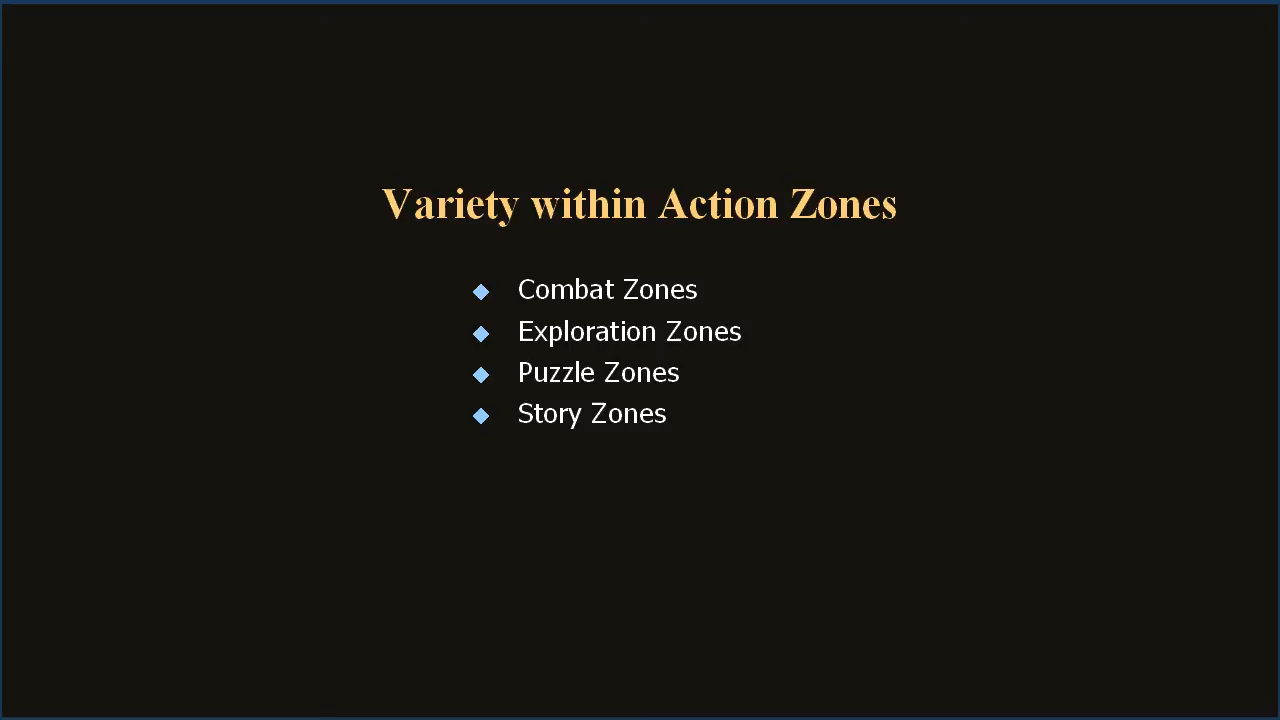 Variety within Action Zones
Combat Zones
Exploration Zones
Puzzle Zones
Story Zones